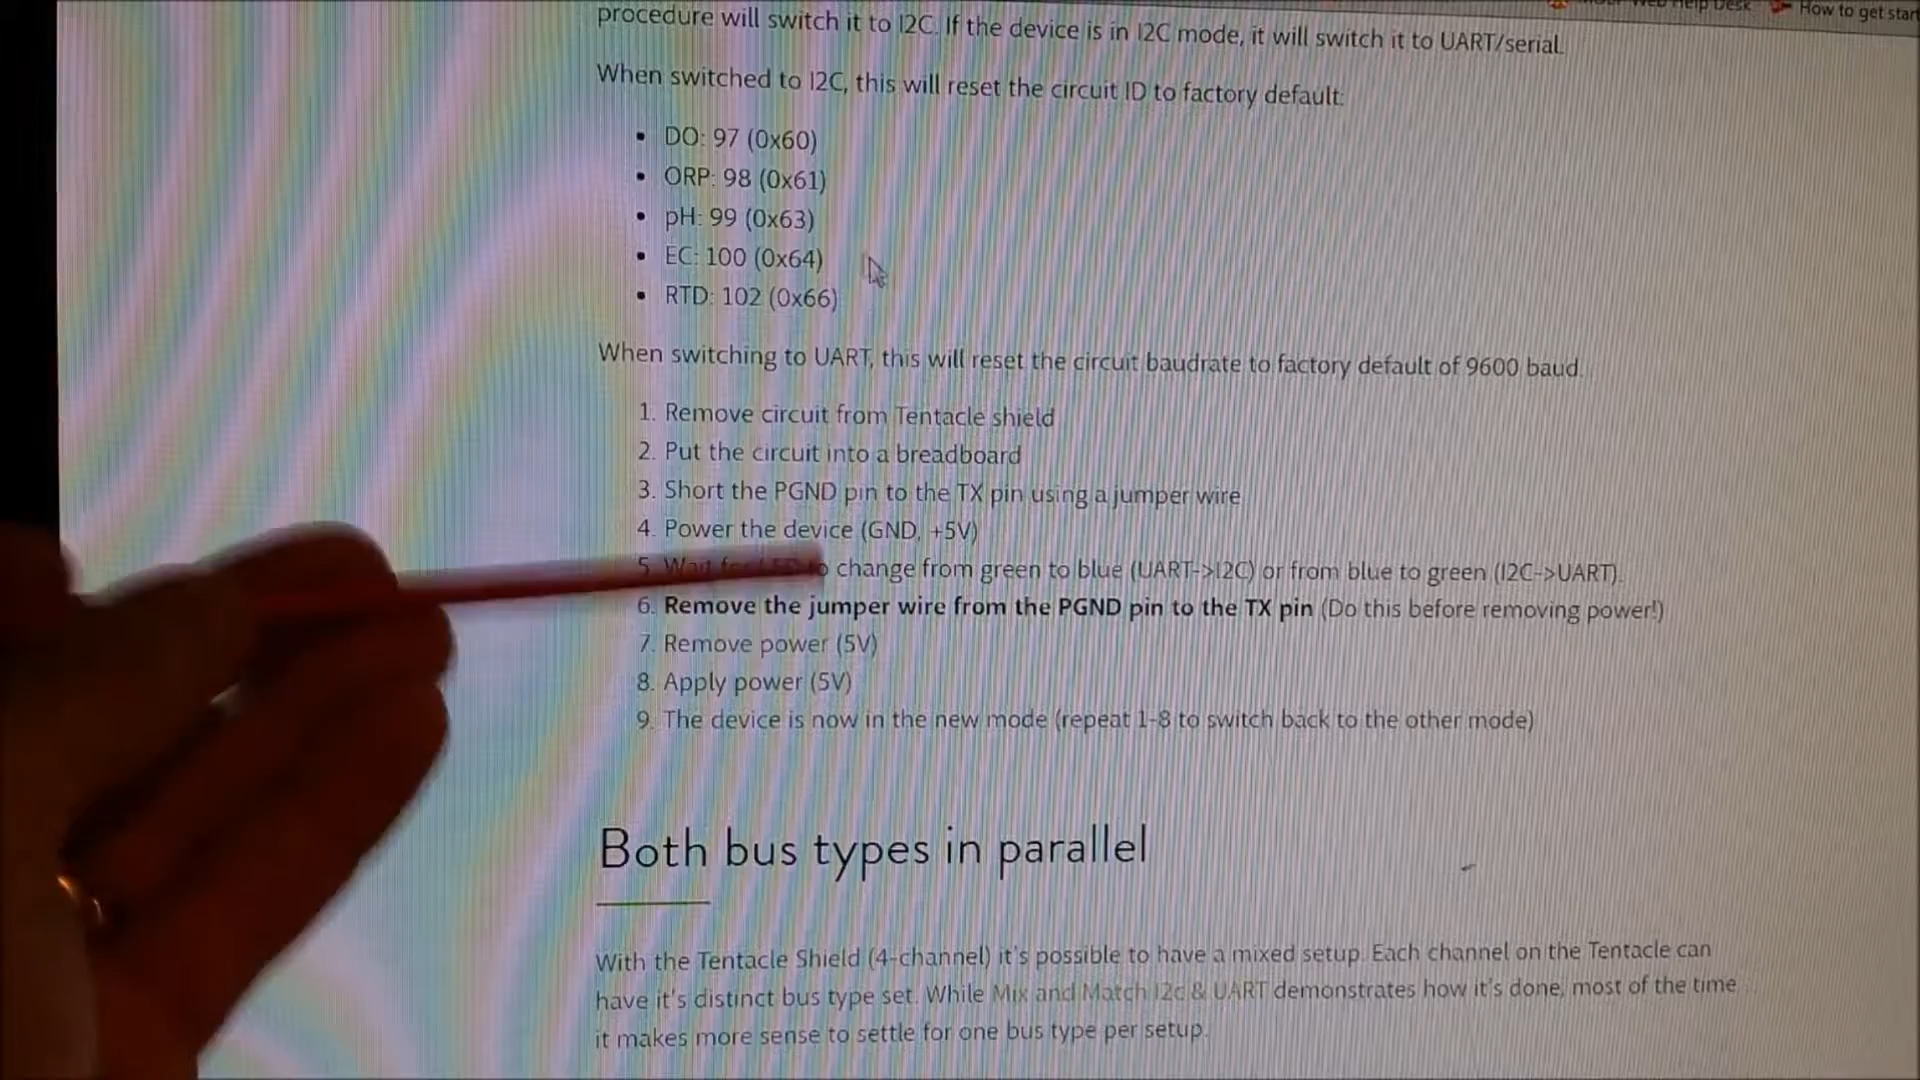 Web Help Desk How to get start
procedure will switch it to I2C. If the device is in I2C mode, it will switch it to UART/serial.
When switched to I2C, this will reset the circuit ID to factory default:
• DO: 97 (0x60)
• ORP: 98 (0x61)
• pH: 99 (0x63)
• EC: 100 (0x64)
• RTD: 102 (0x66)
When switching to UART, this will reset the circuit baudrate to factory default of 9600 baud.
1. Remove circuit from Tentacle shield
2. Put the circuit into a breadboard
3. Short the PGND pin to the TX pin using a jumper wire
4. Power the device (GND, +5V)
5. Wait for LED to change from green to blue (UART->I2C) or from blue to green (I2C->UART).
6. Remove the jumper wire from the PGND pin to the TX pin (Do this before removing power!)
7. Remove power (5V)
8. Apply power (5V)
9. The device is now in the new mode (repeat 1-8 to switch back to the other mode)
Both bus types in parallel
With the Tentacle Shield (4-channel) it's possible to have a mixed setup. Each channel on the Tentacle can
have it's distinct bus type set. While Mix and Match I2c & UART demonstrates how it's done, most of the time
it makes more sense to settle for one bus type per setup.